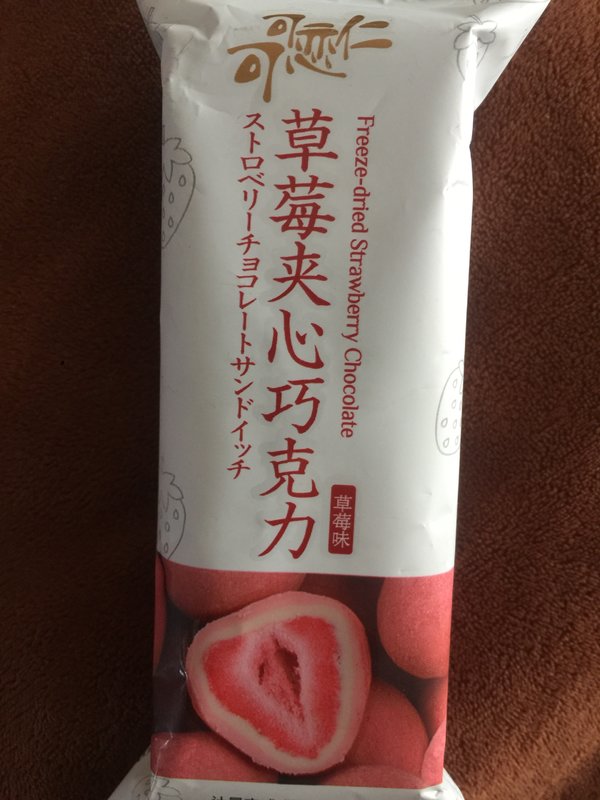 可可恋仁
Freeze-dried Strawberry Chocolate
草莓夹心巧克力
ストロベリーチョコレートサンドイッチ
草莓味